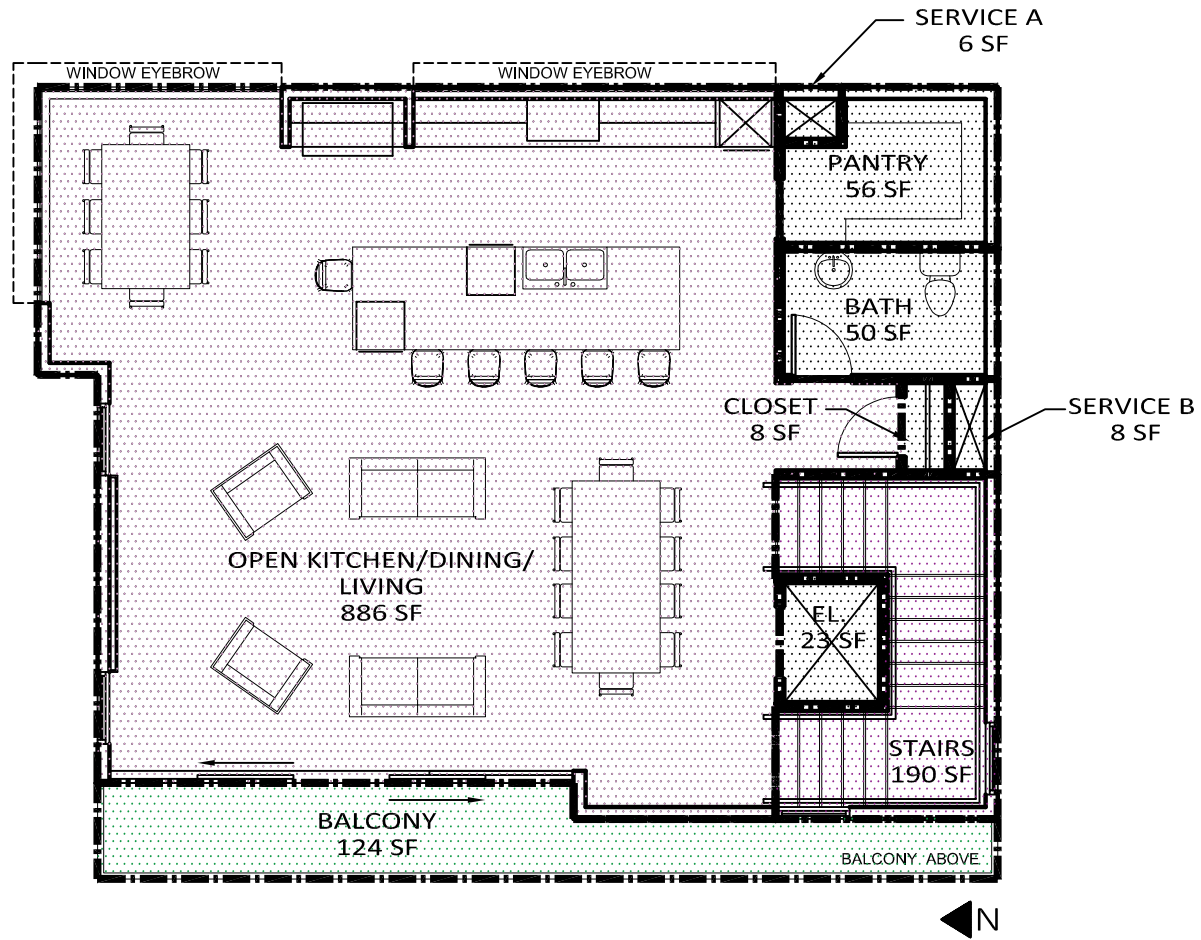 SERVICE A
6 SF
WINDOW EYEBROW
WINDOW EYEBROW
PANTRY
56 SF
BATH
50 SF
CLOSET
8 SF
SERVICE B
8 SF
OPEN KITCHEN/DINING/
LIVING
886 SF
EL.
23 SF
STAIRS
190 SF
BALCONY
124 SF
BALCONY ABOVE
N